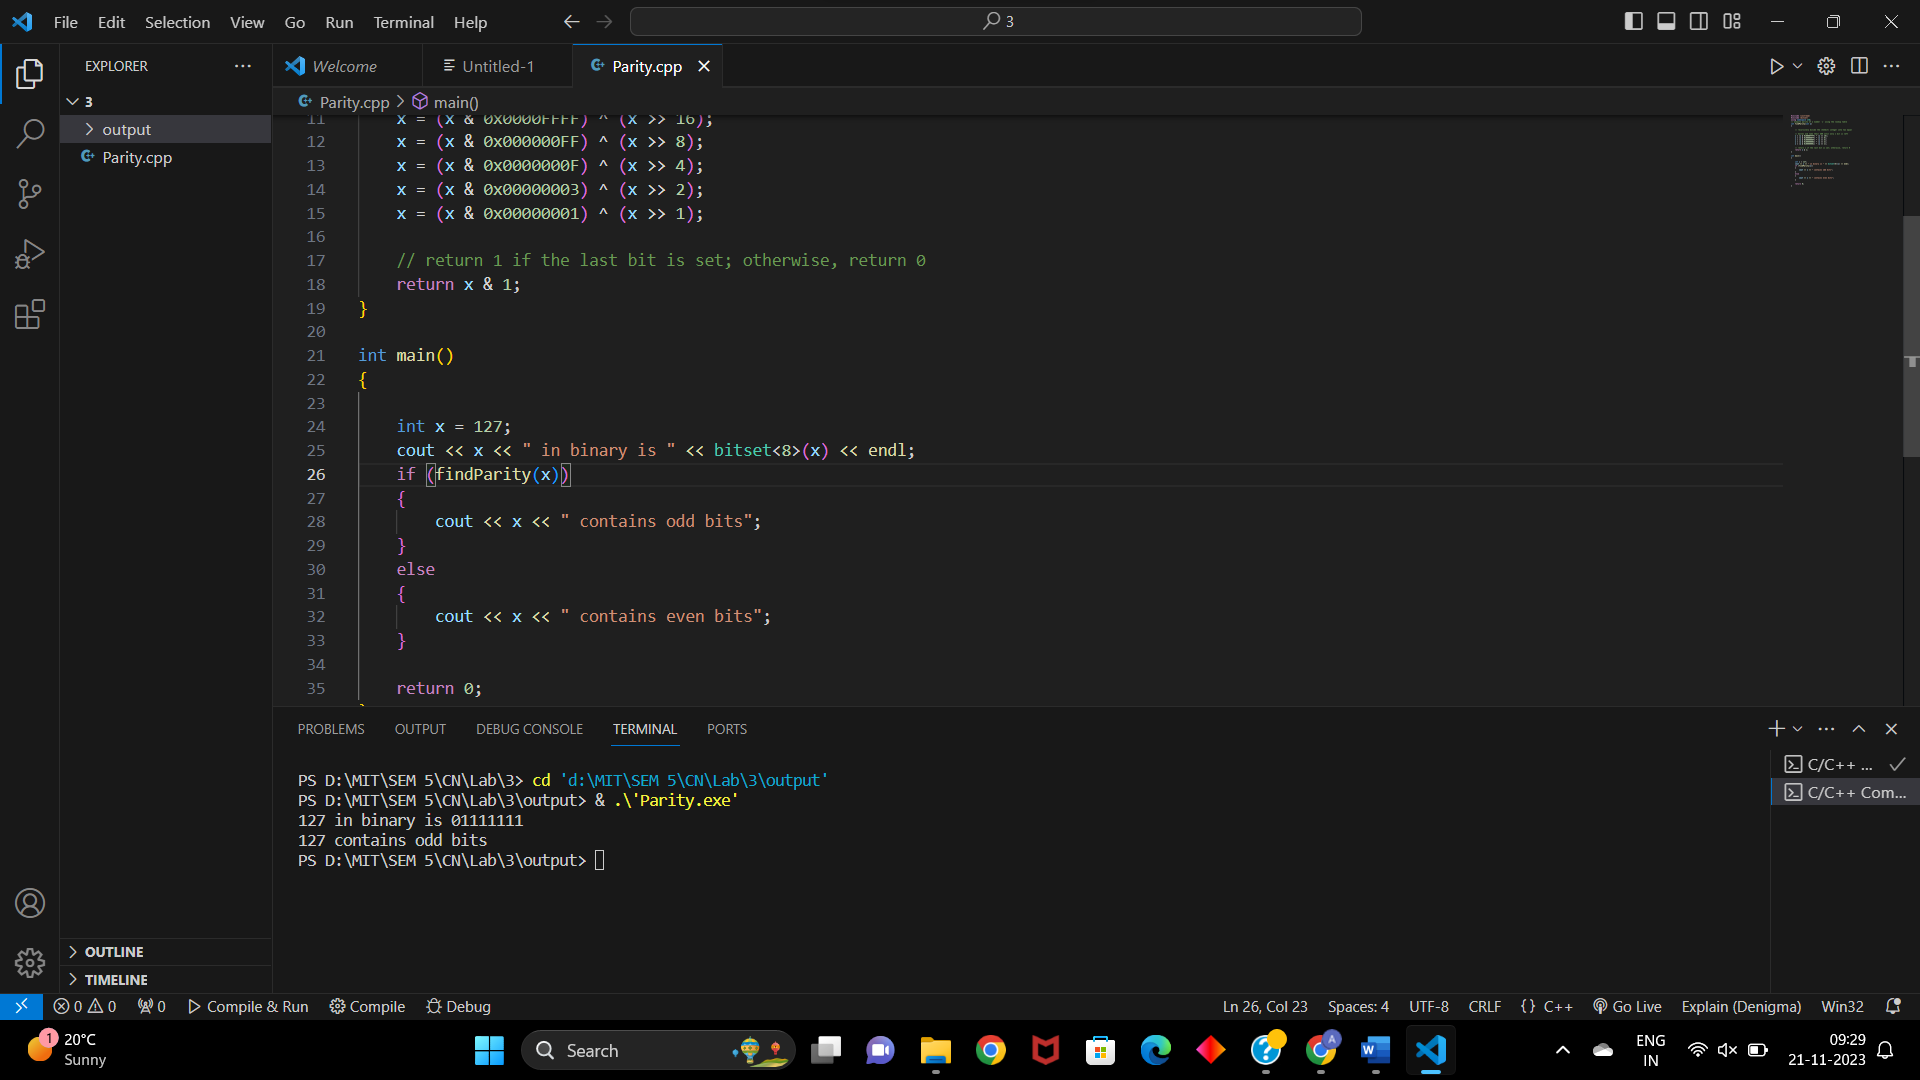 File Edit Selection View Go Run Terminal Help
3
EXPLORER
3
output
Parity.cpp
Welcome
Untitled-1
Parity.cpp
Parity.cpp > main()
11 x = (x & 0x0000FFFF) ^ (x >> 16);
12 x = (x & 0x000000FF) ^ (x >> 8);
13 x = (x & 0x0000000F) ^ (x >> 4);
14 x = (x & 0x00000003) ^ (x >> 2);
15 x = (x & 0x00000001) ^ (x >> 1);
16
17 // return 1 if the last bit is set; otherwise, return 0
18 return x & 1;
19 }
20
21 int main()
22 {
23
24 int x = 127;
25 cout << x << " in binary is " << bitset<8>(x) << endl;
26 if (findParity(x))
27 {
28 cout << x << " contains odd bits";
29 }
30 else
31 {
32 cout << x << " contains even bits";
33 }
34
35 return 0;
PROBLEMS OUTPUT DEBUG CONSOLE TERMINAL PORTS
PS D:\MIT\SEM 5\CN\Lab\3> cd 'd:\MIT\SEM 5\CN\Lab\3\output'
PS D:\MIT\SEM 5\CN\Lab\3\output> & .\'Parity.exe'
127 in binary is 01111111
127 contains odd bits
PS D:\MIT\SEM 5\CN\Lab\3\output>
C/C++ ...
C/C++ Com...
OUTLINE
TIMELINE
0 0 0 Compile & Run Compile Debug
Ln 26, Col 23 Spaces: 4 UTF-8 CRLF {} C++ Go Live Explain (Denigma) Win32
1
20°C
Sunny
Search
A
W
ENG
IN
09:29
21-11-2023